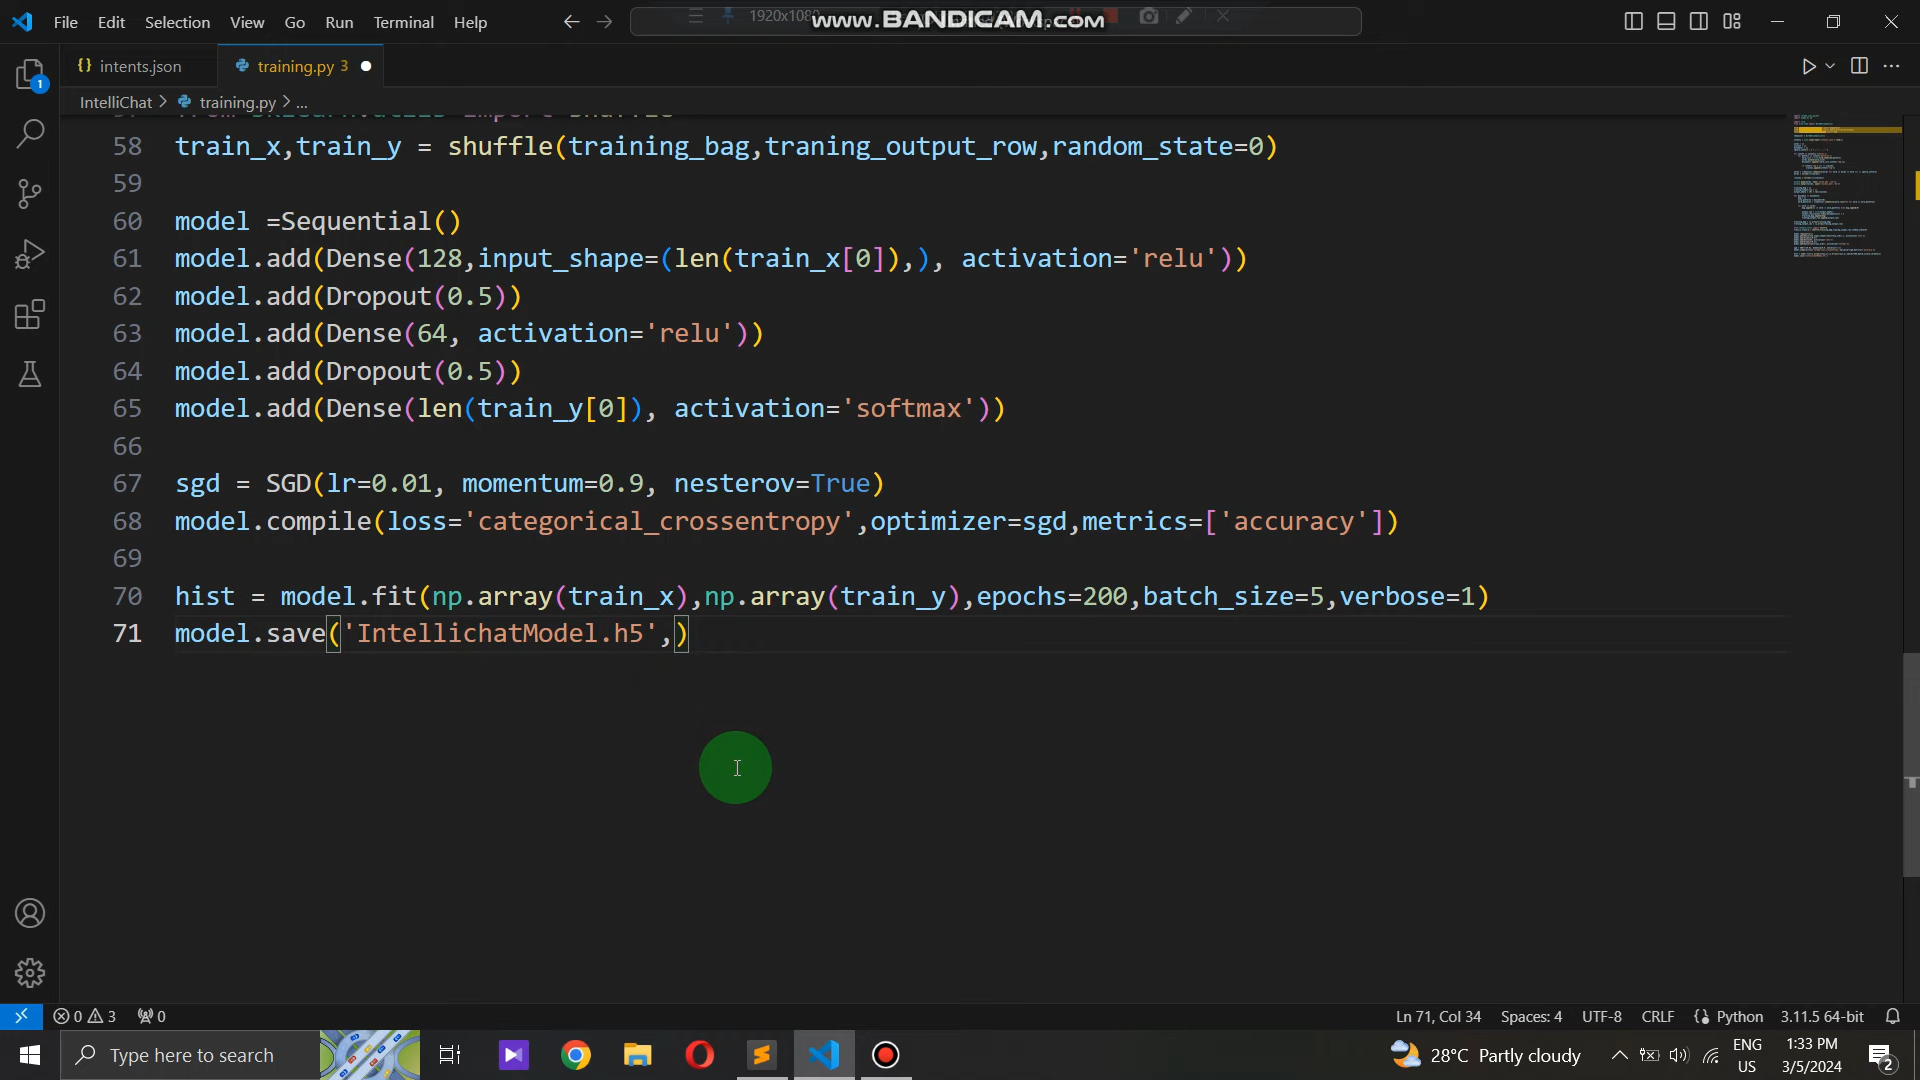 File Edit Selection View Go Run Terminal Help
1920x1080
www.BANDICAM.com
intents.json
training.py 3
IntelliChat > training.py > ...
58 train_x,train_y = shuffle(training_bag,traning_output_row,random_state=0)
59
60 model =Sequential()
61 model.add(Dense(128,input_shape=(len(train_x[0]),), activation='relu'))
62 model.add(Dropout(0.5))
63 model.add(Dense(64, activation='relu'))
64 model.add(Dropout(0.5))
65 model.add(Dense(len(train_y[0]), activation='softmax'))
66
67 sgd = SGD(lr=0.01, momentum=0.9, nesterov=True)
68 model.compile(loss='categorical_crossentropy',optimizer=sgd,metrics=['accuracy'])
69
70 hist = model.fit(np.array(train_x),np.array(train_y),epochs=200,batch_size=5,verbose=1)
71 model.save('IntellichatModel.h5',)
1
0 3 0
Ln 71, Col 34 Spaces: 4 UTF-8 CRLF Python 3.11.5 64-bit
Type here to search
28°C Partly cloudy
ENG
US
1:33 PM
3/5/2024
2